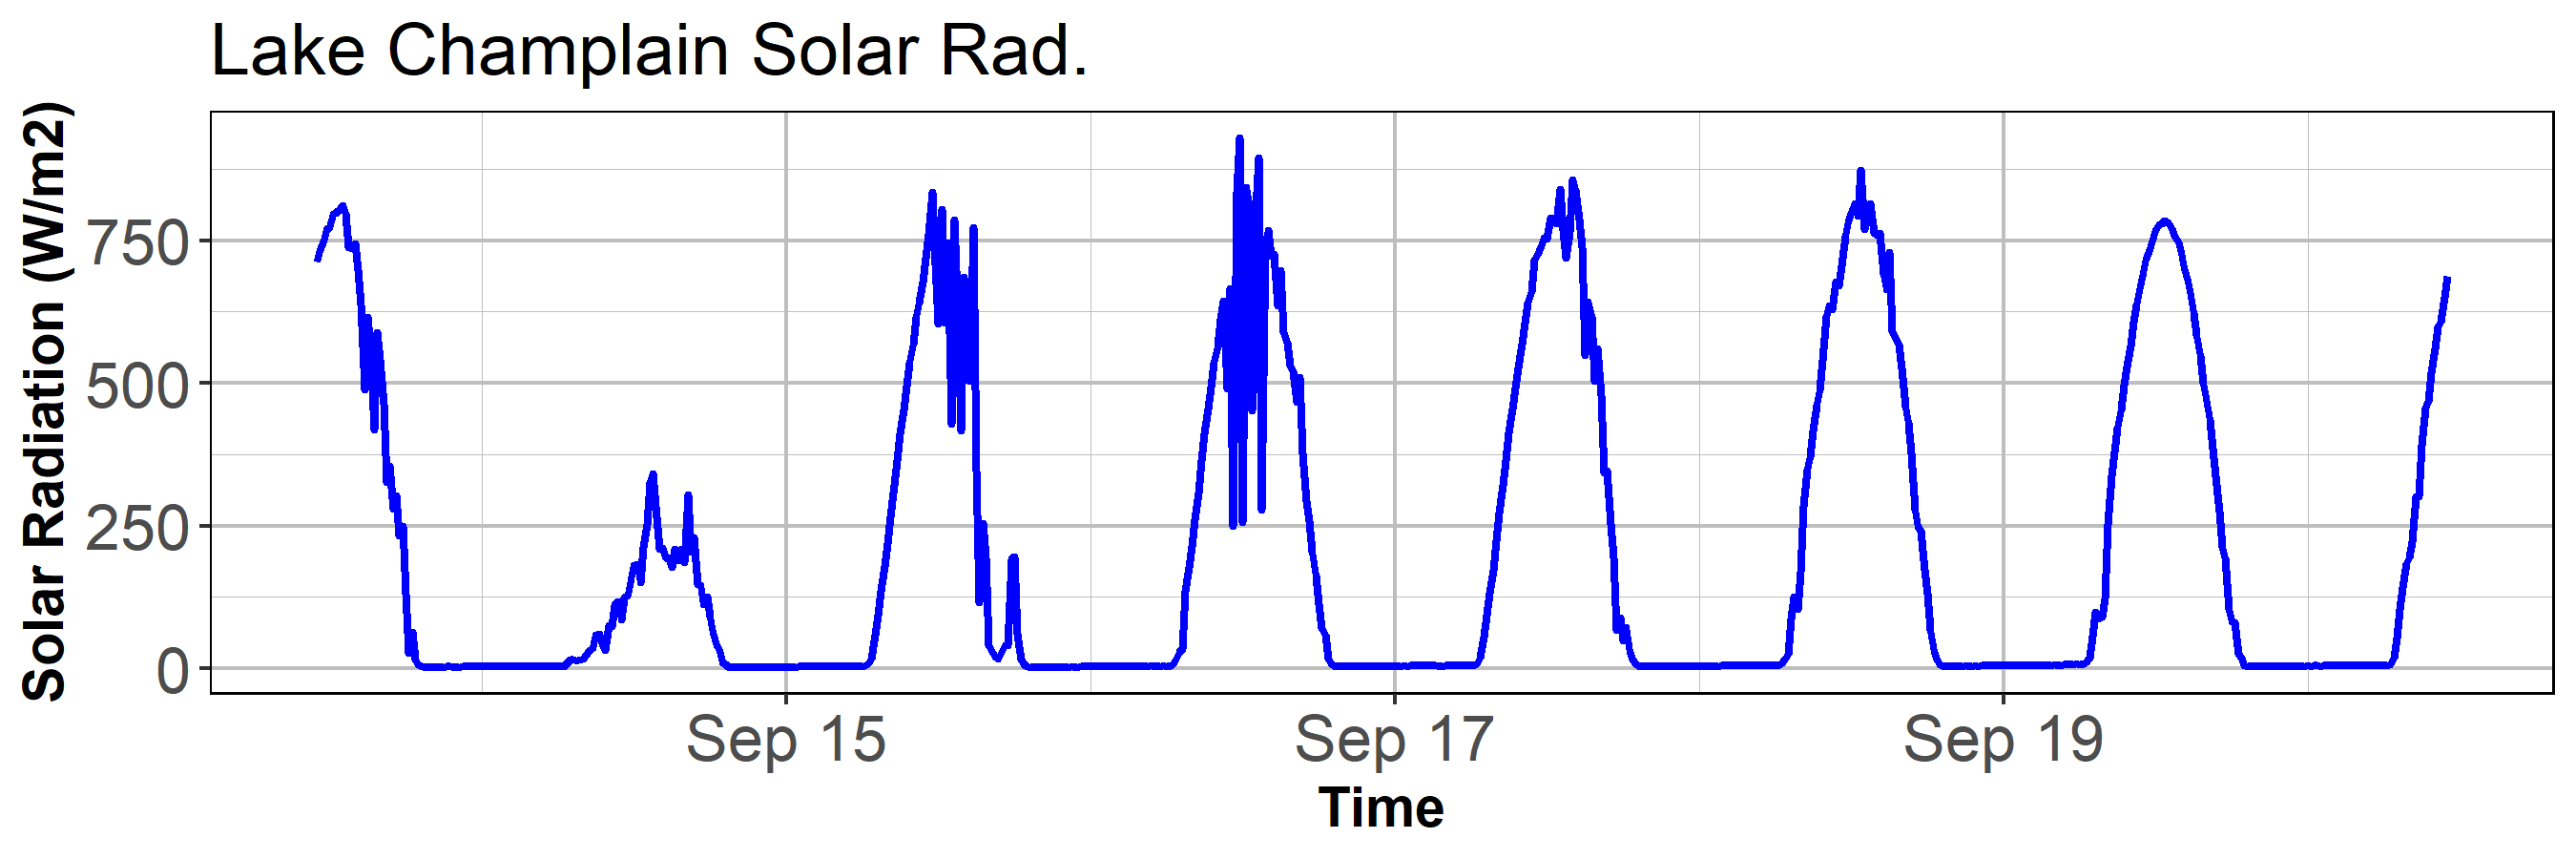 Lake Champlain Solar Rad.
Solar Radiation (W/m2)
750
500
250
0
Sep 15
Sep 17
Sep 19
Time